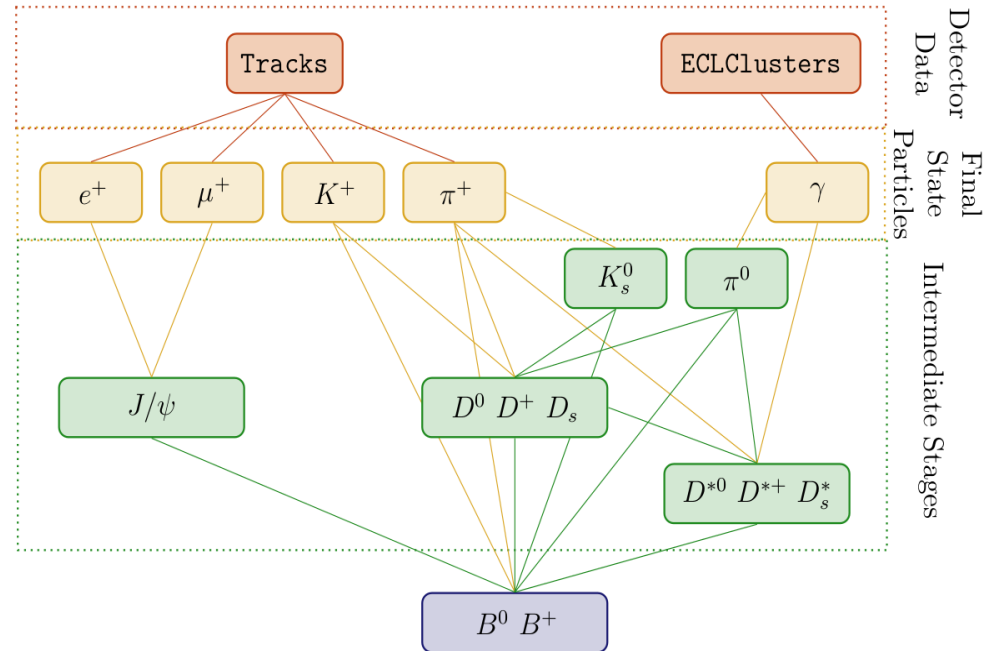 Tracks
ECLClusters
Detector
Data
e⁺
μ⁺
K⁺
π⁺
γ
Final
State
Particles
K⁰ₛ
π⁰
J/ψ
D⁰ D⁺ Dₛ
D*⁰ D*⁺ D*ₛ
Intermediate Stages
B⁰ B⁺